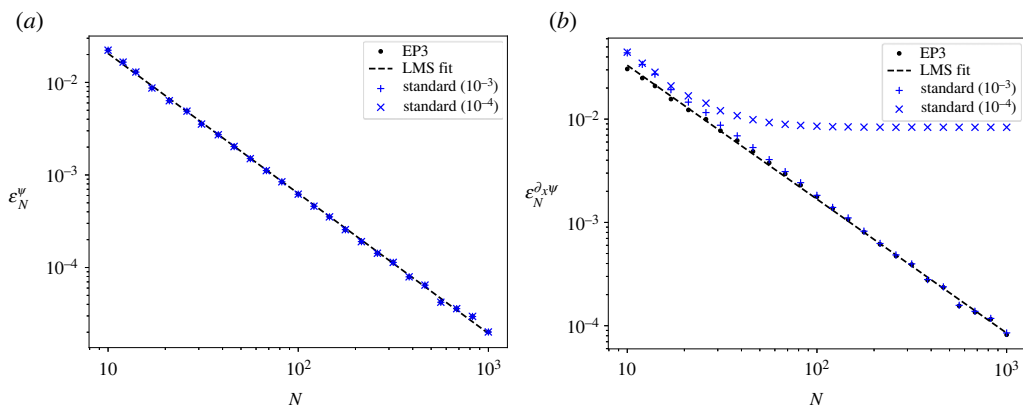 (a)
10⁻²
10⁻³
10⁻⁴
ε_N^ψ
EP3
LMS fit
standard (10⁻³)
standard (10⁻⁴)
10
10²
10³
N
(b)
10⁻²
10⁻³
10⁻⁴
ε_N^{∂ₓψ}
EP3
LMS fit
standard (10⁻³)
standard (10⁻⁴)
10
10²
10³
N